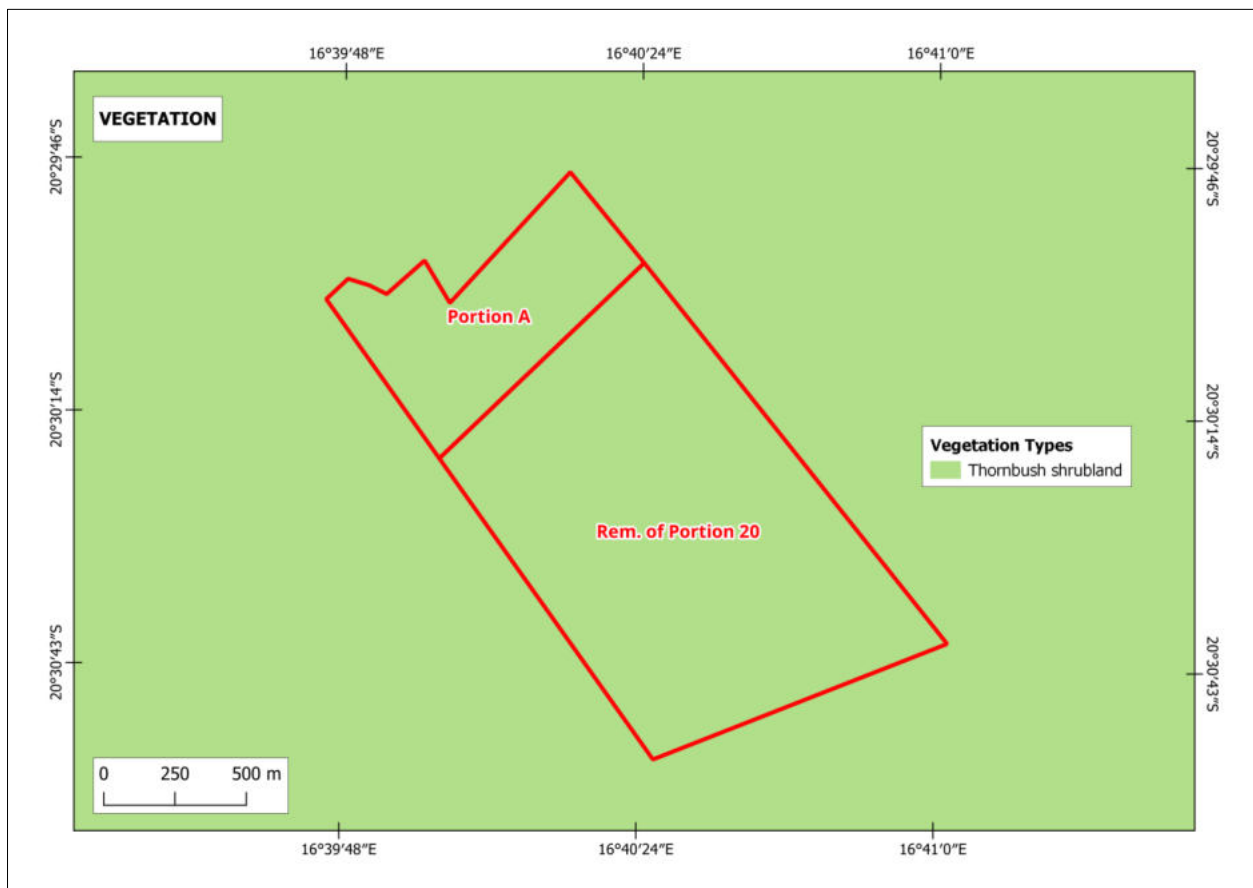 16°39′48″E 16°40′24″E 16°41′0″E
VEGETATION
20°29′46″S
20°29′46″S
Portion A
20°30′14″S
20°30′14″S
Vegetation Types
Thornbush shrubland
Rem. of Portion 20
20°30′43″S
20°30′43″S
0 250 500 m
16°39′48″E 16°40′24″E 16°41′0″E